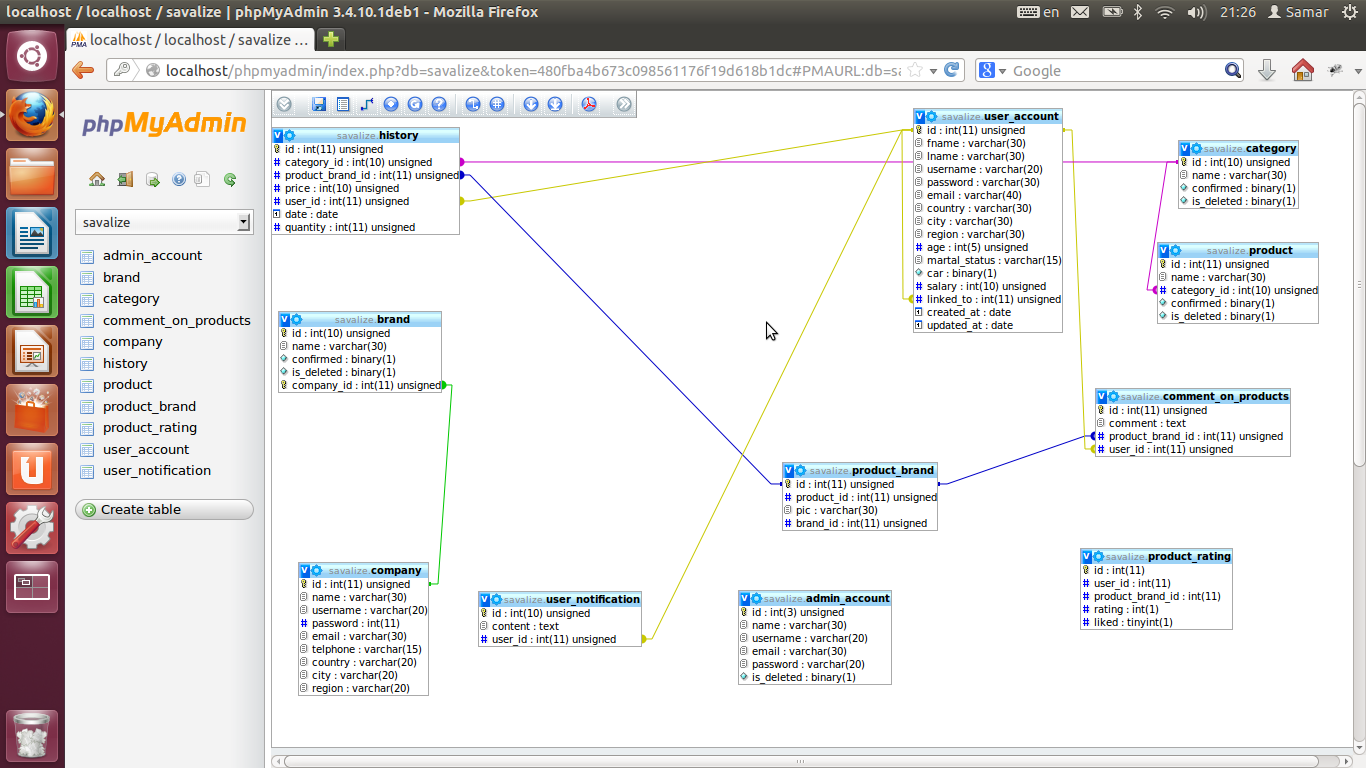 localhost / localhost / savalize | phpMyAdmin 3.4.10.1deb1 - Mozilla Firefox
en
21:26
Samar
localhost / localhost / savalize ...
localhost/phpmyadmin/index.php?db=savalize&token=480fba4b673c098561176f19d618b1dc#PMAURL:db=sa
Google
phpMyAdmin
savalize
admin_account
brand
category
comment_on_products
company
history
product
product_brand
product_rating
user_account
user_notification
Create table
savalize.history
id : int(11) unsigned
category_id : int(10) unsigned
product_brand_id : int(11) unsigned
price : int(10) unsigned
user_id : int(11) unsigned
date : date
quantity : int(11) unsigned
savalize.user_account
id : int(11) unsigned
fname : varchar(30)
lname : varchar(30)
username : varchar(20)
password : varchar(30)
email : varchar(40)
country : varchar(30)
city : varchar(30)
region : varchar(30)
age : int(5) unsigned
martal_status : varchar(15)
car : binary(1)
salary : int(10) unsigned
linked_to : int(11) unsigned
created_at : date
updated_at : date
savalize.category
id : int(10) unsigned
name : varchar(30)
confirmed : binary(1)
is_deleted : binary(1)
savalize.product
id : int(11) unsigned
name : varchar(30)
category_id : int(10) unsigned
confirmed : binary(1)
is_deleted : binary(1)
savalize.brand
id : int(10) unsigned
name : varchar(30)
confirmed : binary(1)
is_deleted : binary(1)
company_id : int(11) unsigned
savalize.comment_on_products
id : int(11) unsigned
comment : text
product_brand_id : int(11) unsigned
user_id : int(11) unsigned
savalize.product_brand
id : int(11) unsigned
product_id : int(11) unsigned
pic : varchar(30)
brand_id : int(11) unsigned
savalize.product_rating
id : int(11)
user_id : int(11)
product_brand_id : int(11)
rating : int(1)
liked : tinyint(1)
savalize.company
id : int(11) unsigned
name : varchar(30)
username : varchar(20)
password : int(11)
email : varchar(30)
telphone : varchar(15)
country : varchar(20)
city : varchar(20)
region : varchar(20)
savalize.user_notification
id : int(10) unsigned
content : text
user_id : int(11) unsigned
savalize.admin_account
id : int(3) unsigned
name : varchar(30)
username : varchar(20)
email : varchar(30)
password : varchar(20)
is_deleted : binary(1)